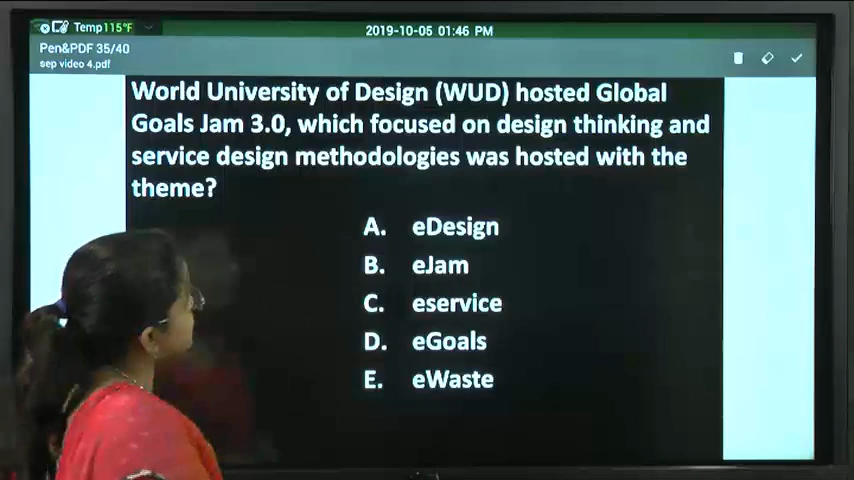 Temp115°F
2019-10-05 01:46 PM
Pen&PDF 35/40
sep video 4.pdf
World University of Design (WUD) hosted Global
Goals Jam 3.0, which focused on design thinking and
service design methodologies was hosted with the
theme?
A. eDesign
B. eJam
C. eservice
D. eGoals
E. eWaste